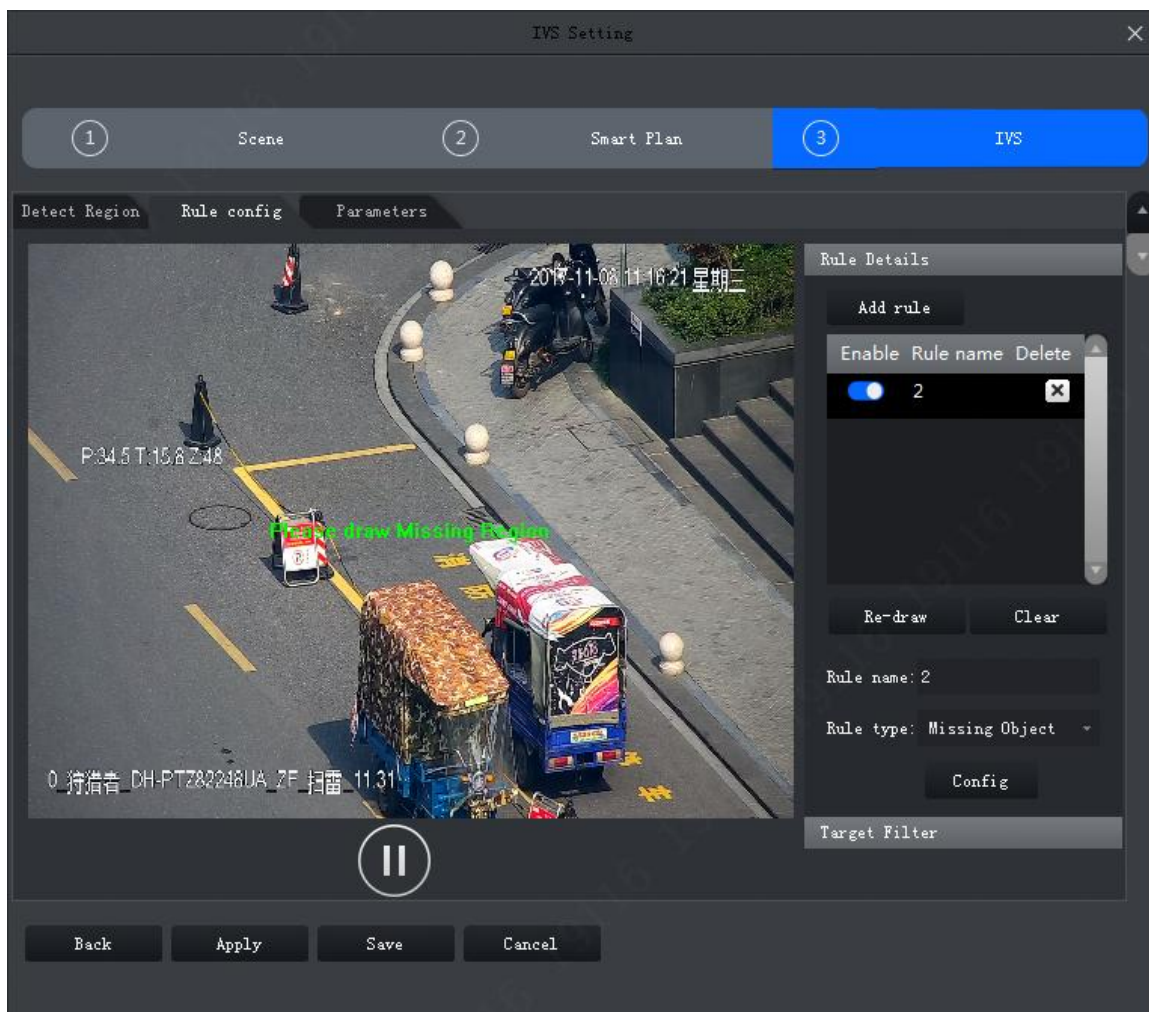 IVS Setting
1 Scene 2 Smart Plan 3 IVS
Detect Region Rule config Parameters
2017-11-08 11:16:21 星期三
P:34.5 T:15.8 Z:48
Please draw Missing Region
0_狩猎者_DH-PTZ82248UA_ZF_扫雷_11.31
Rule Details
Add rule
Enable Rule name Delete
2
Re-draw Clear
Rule name: 2
Rule type: Missing Object
Config
Target Filter
Back Apply Save Cancel